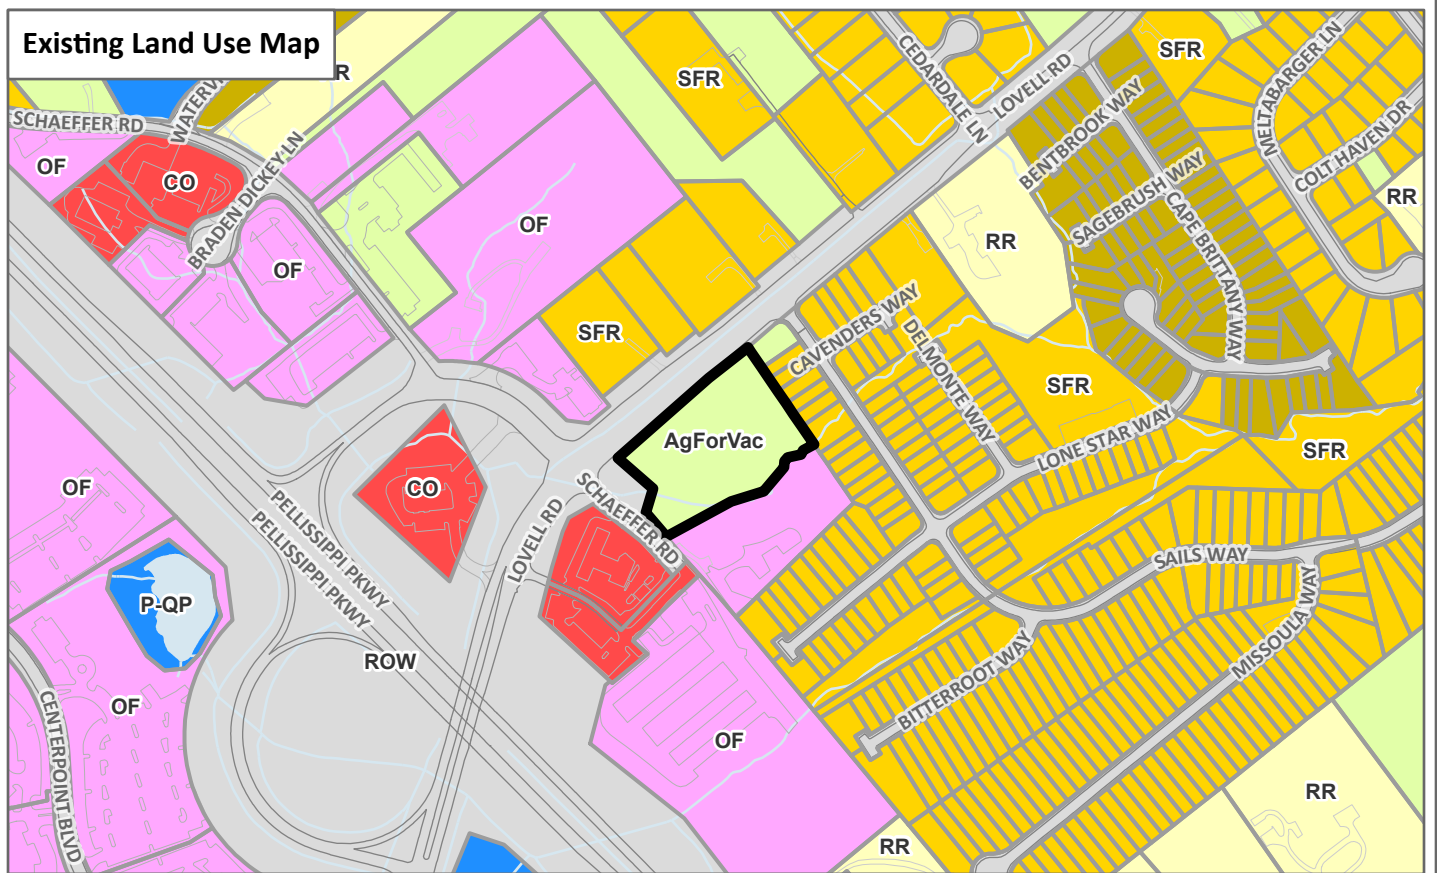 Existing Land Use Map
R
SFR
SFR
CEDARDALE LN
LOVELL RD
MELTABARGER LN
SCHAEFFER RD
BENTBROOK WAY
COLT HAVEN DR
OF
CO
BRADEN DICKEY LN
SAGEBRUSH WAY
CAPE BRITTANY WAY
RR
OF
RR
OF
SFR
CAVENDERS WAY
DELMONTE WAY
SFR
AgForVac
LONE STAR WAY
SFR
OF
CO
SCHAEFFER RD.
LOVELL RD
PELLISSIPPI PKWY
PELLISSIPPI PKWY
SAILS WAY
P-QP
MISSOULA WAY
ROW
BITTERROOT WAY
OF
CENTERPOINT BLVD
OF
RR
RR